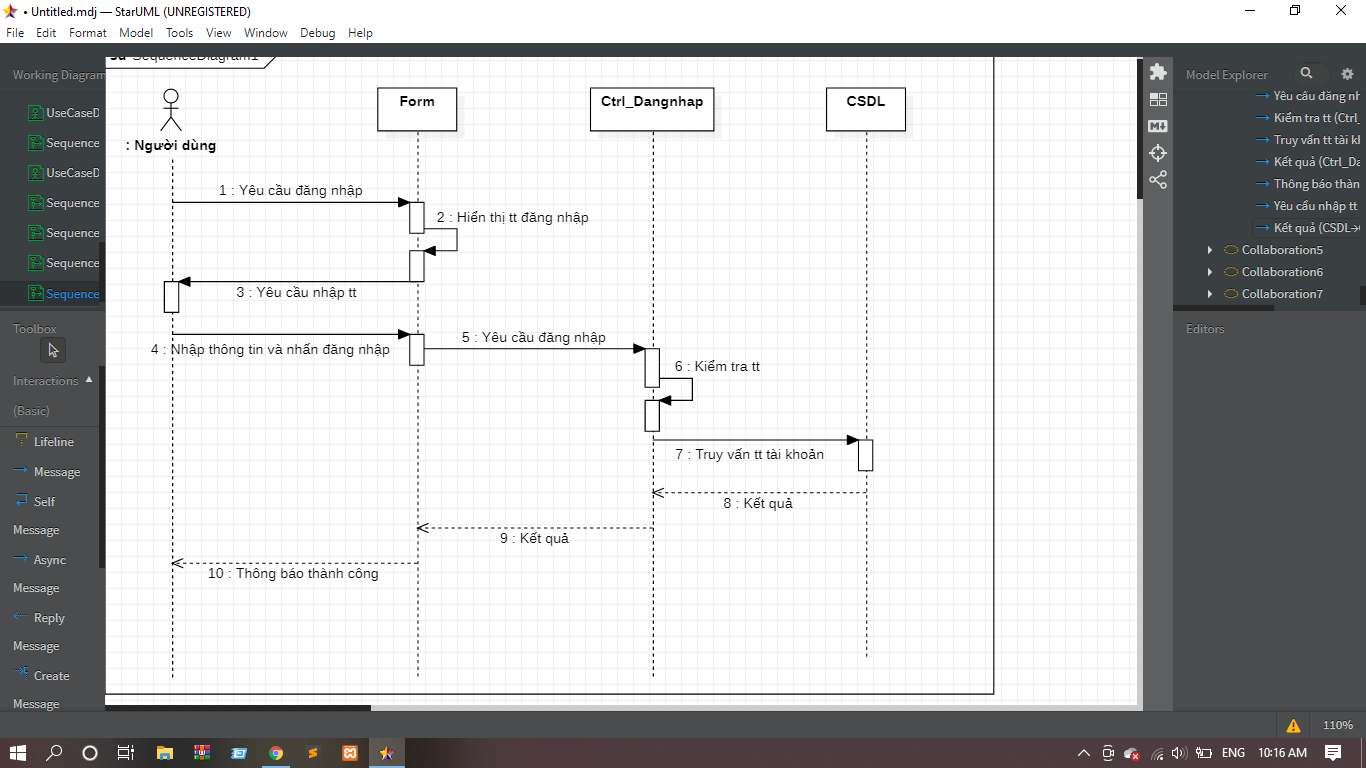 • Untitled.mdj — StarUML (UNREGISTERED)
File Edit Format Model Tools View Window Debug Help
Working Diagram
UseCaseD
Sequence
UseCaseD
Sequence
Sequence
Sequence
Sequence
Toolbox
Interactions
(Basic)
Lifeline
Message
Self
Message
Async
Message
Reply
Message
Create
Message
sd SequenceDiagram1
: Người dùng
Form
Ctrl_Dangnhap
CSDL
1 : Yêu cầu đăng nhập
2 : Hiển thị tt đăng nhập
3 : Yêu cầu nhập tt
4 : Nhập thông tin và nhấn đăng nhập
5 : Yêu cầu đăng nhập
6 : Kiểm tra tt
7 : Truy vấn tt tài khoản
8 : Kết quả
9 : Kết quả
10 : Thông báo thành công
M
Model Explorer
Yêu cầu đăng nh
Kiểm tra tt (Ctrl_
Truy vấn tt tài kl
Kết quả (Ctrl_Da
Thông báo thàn
Yêu cầu nhập tt
Kết quả (CSDL→
Collaboration5
Collaboration6
Collaboration7
Editors
110%
ENG 10:16 AM